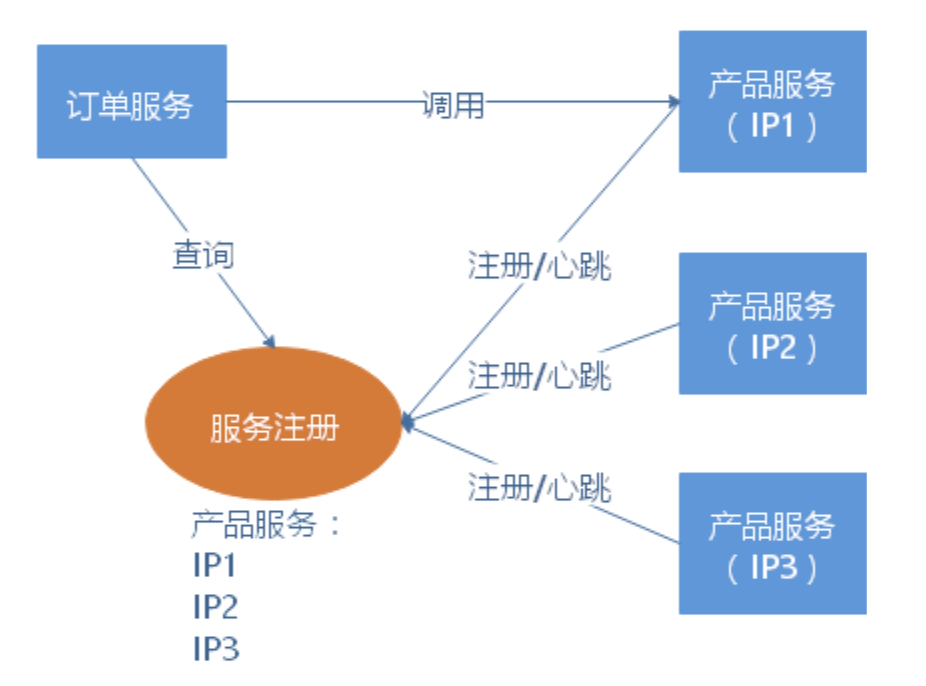 订单服务
调用
产品服务
（IP1）
查询
注册/心跳
产品服务
（IP2）
注册/心跳
服务注册
注册/心跳
产品服务
（IP3）
产品服务：
IP1
IP2
IP3